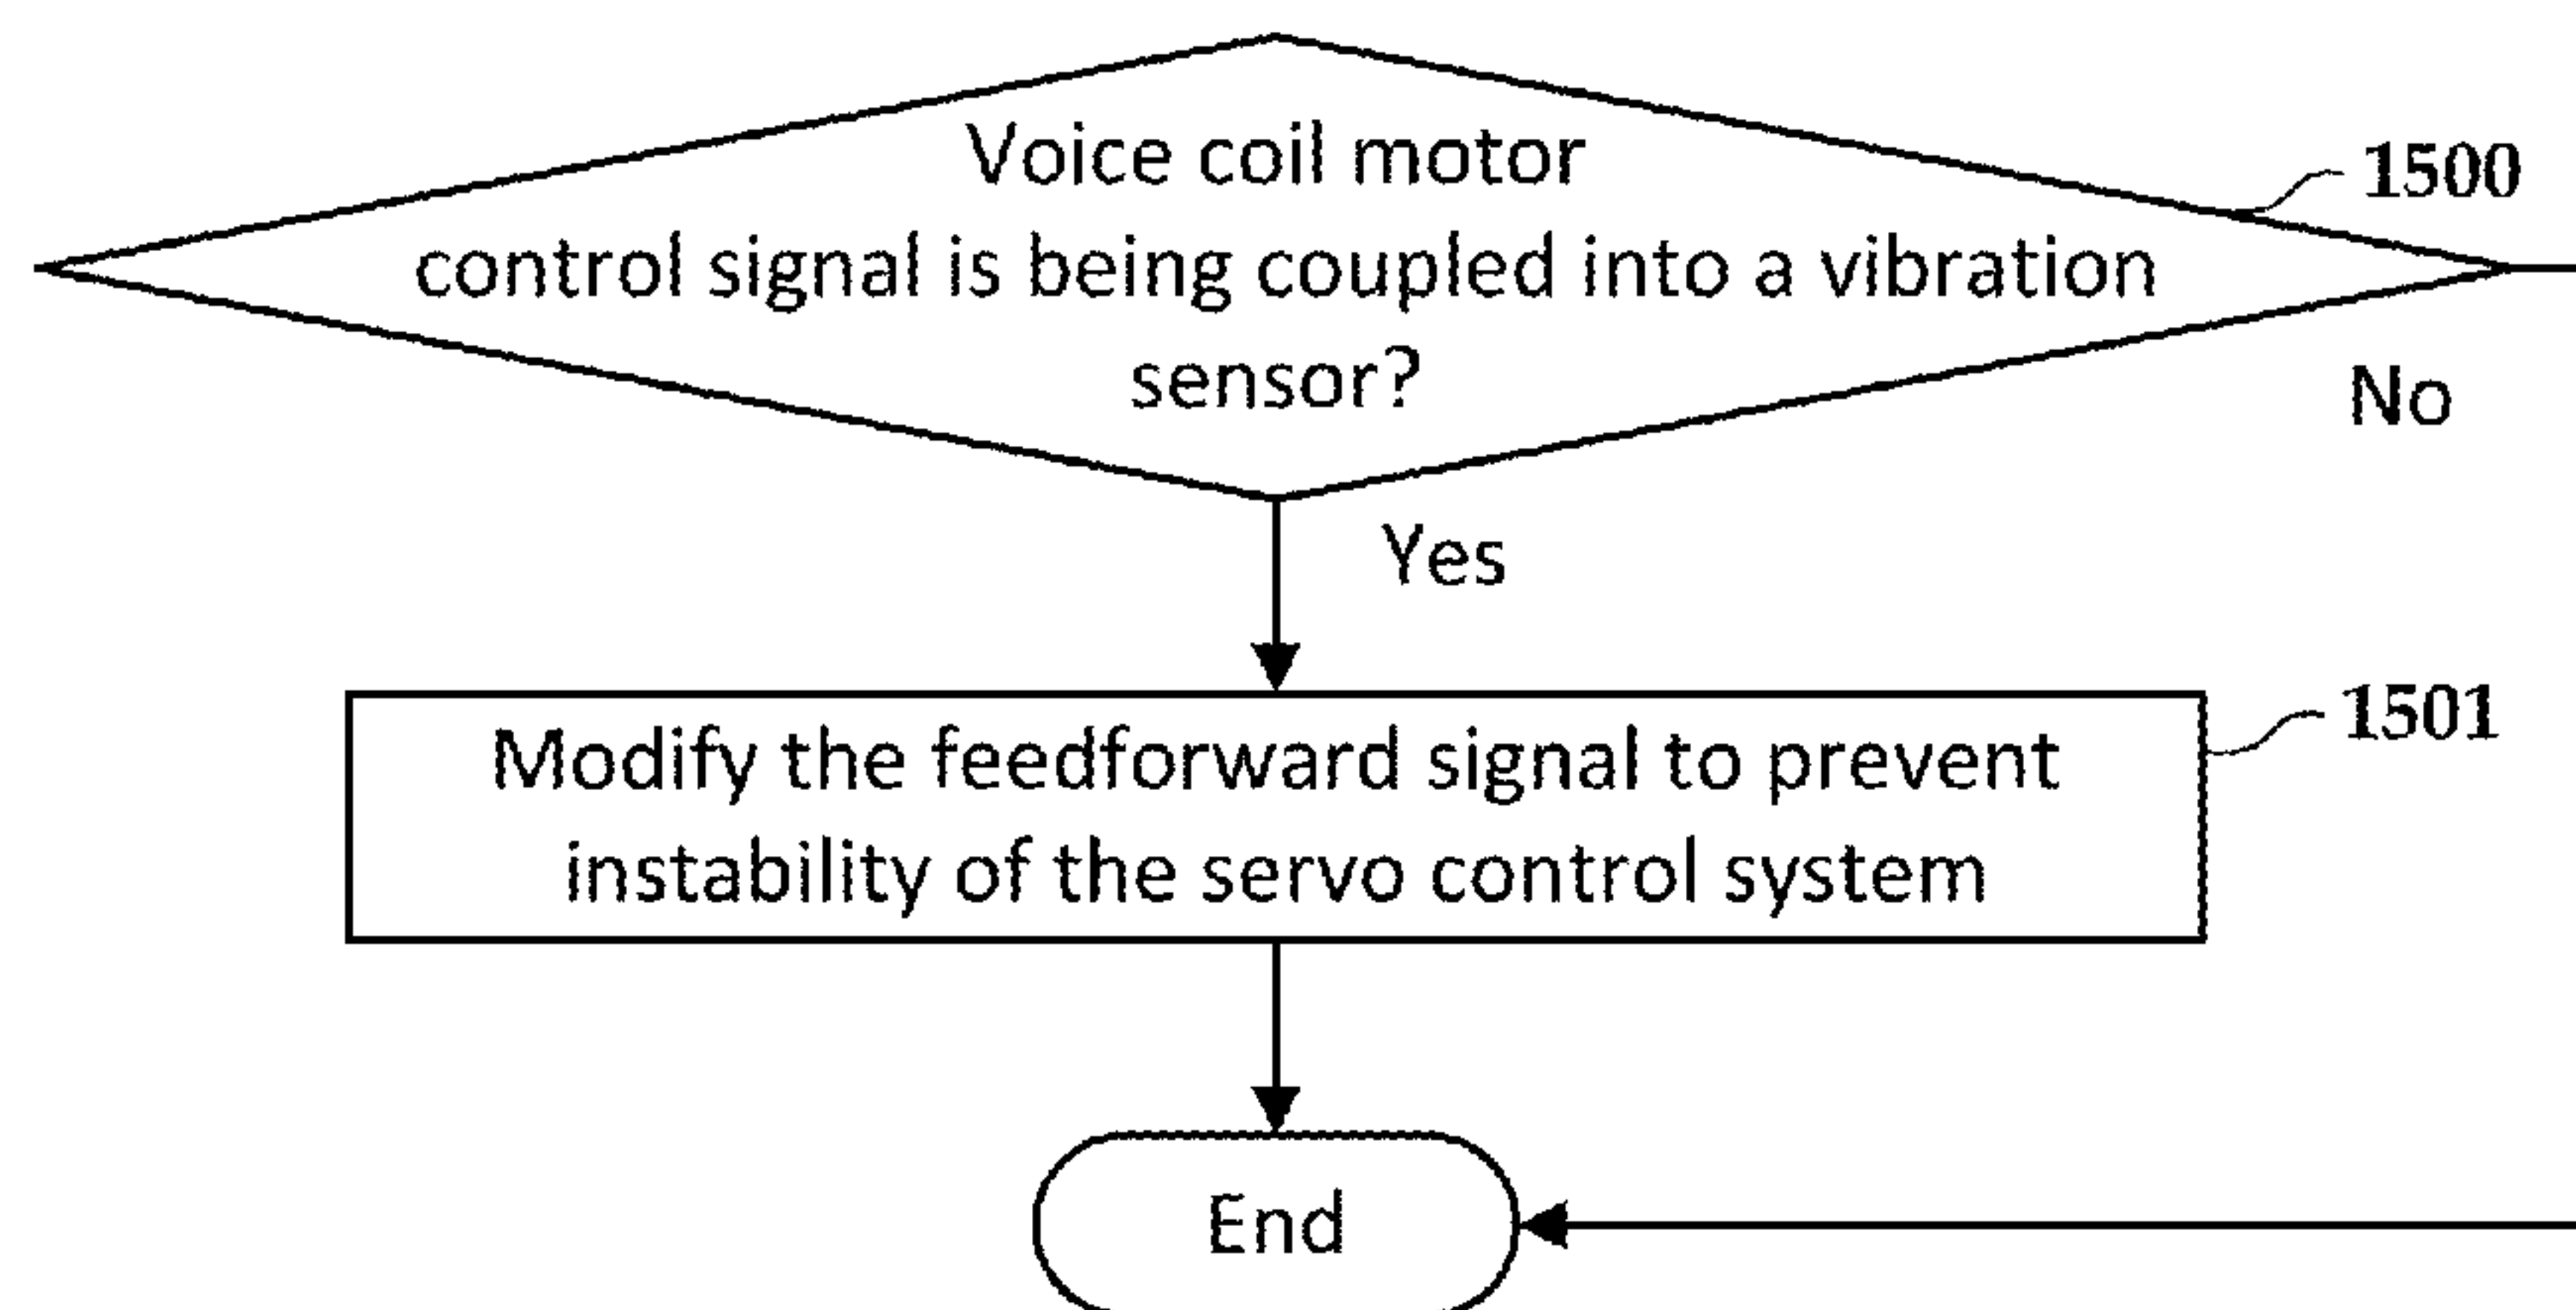 Voice coil motor
1500
control signal is being coupled into a vibration
sensor?
No
Yes
1501
Modify the feedforward signal to prevent
instability of the servo control system
End